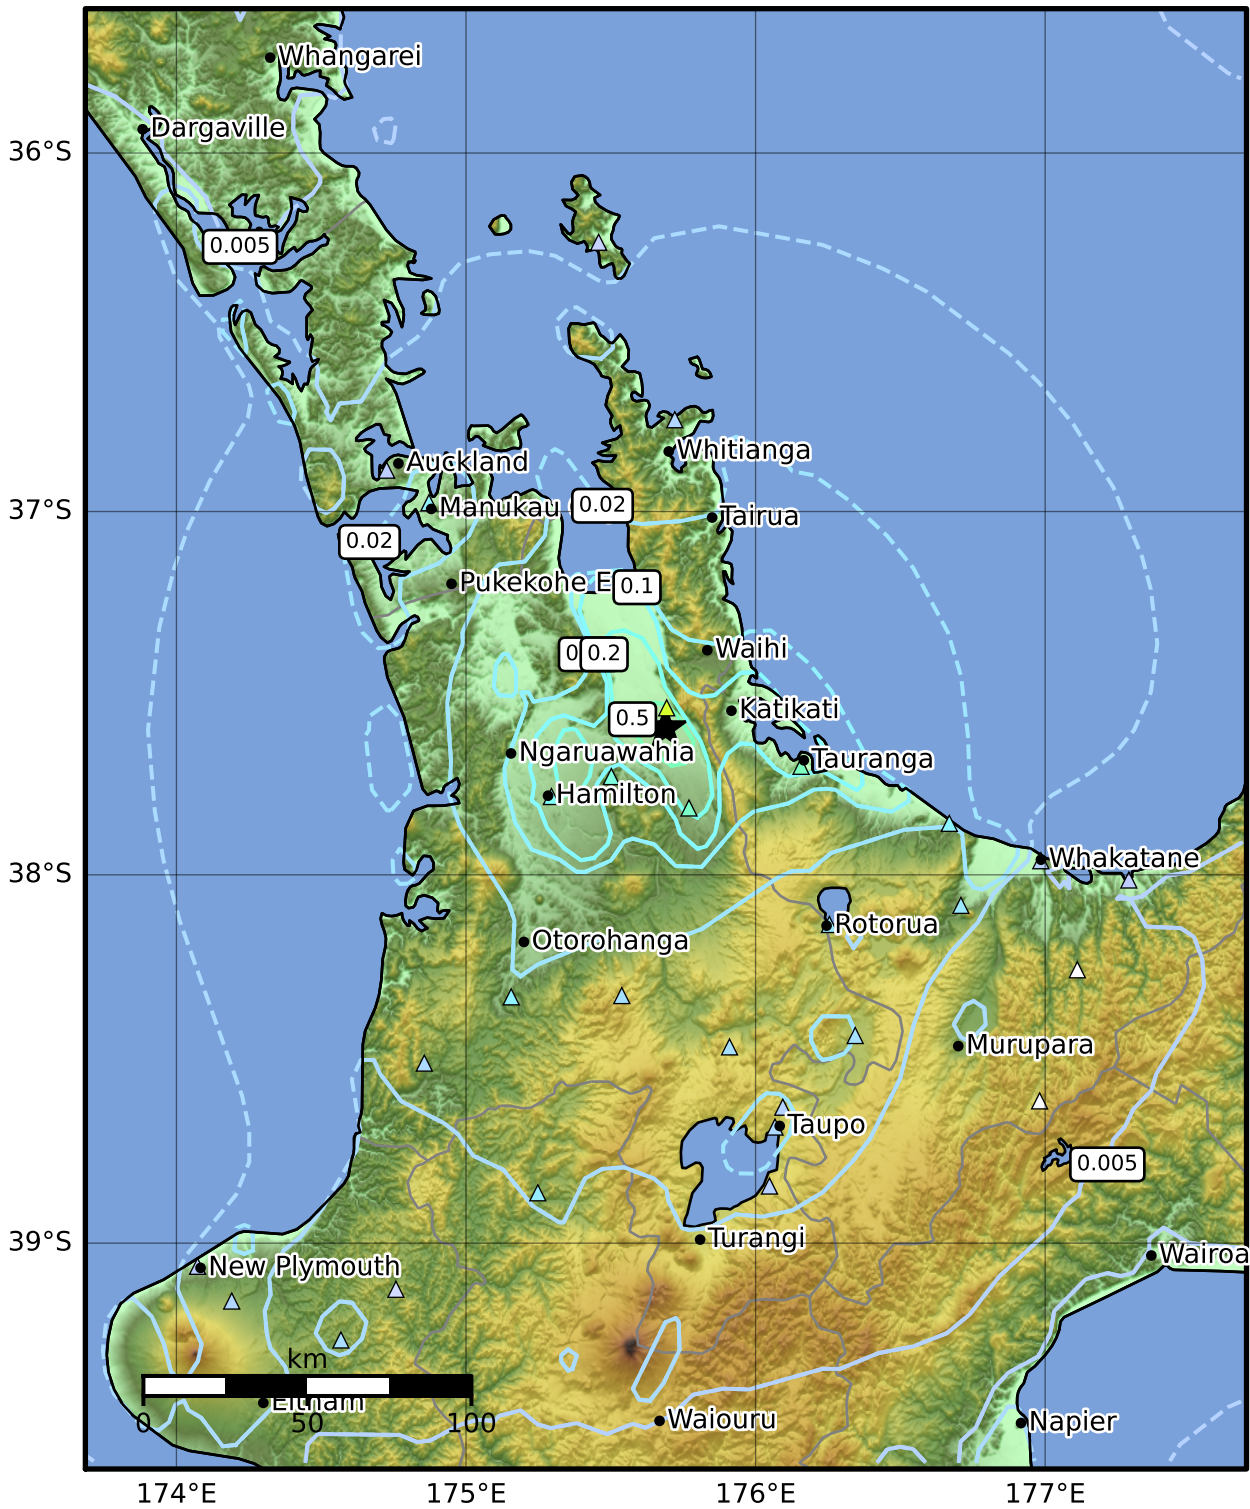 Whangarei
Dargaville
36°S
0.005
Whitianga
Auckland
Manukau
0.02
Tairua
37°S
0.02
Pukekohe E
0.1
Waihi
0
0.2
Katikati
0.5
Ngaruawahia
Tauranga
Hamilton
Whakatane
38°S
Rotorua
Otorohanga
Murupara
Taupo
0.005
39°S
Turangi
Wairoa
New Plymouth
km
Eltham
0
50
100
Waiouru
Napier
174°E
175°E
176°E
177°E